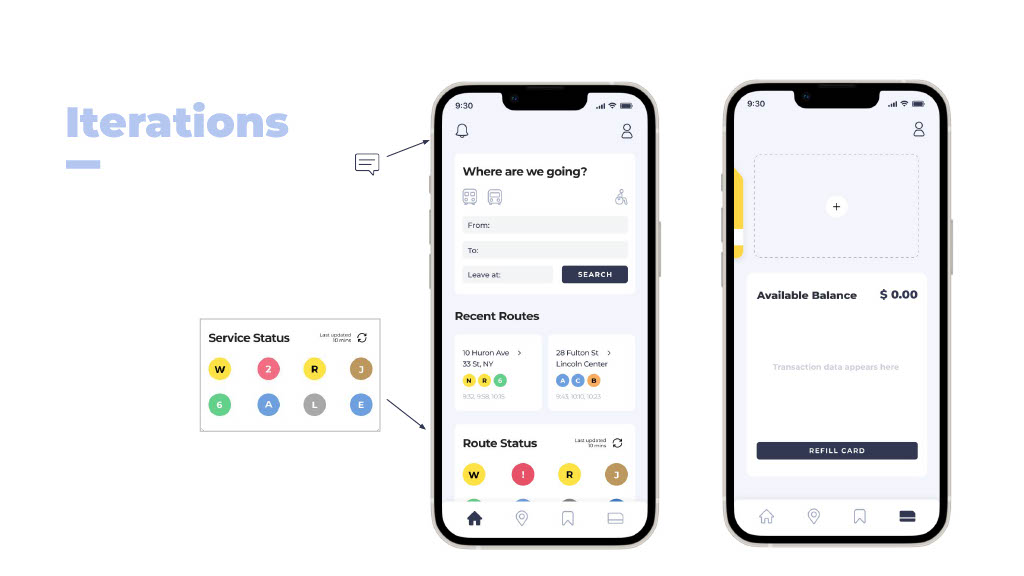 Iterations
Service Status
Last updated
10 mins
W 2 R J
6 A L E
9:30
Where are we going?
From:
To:
Leave at:
SEARCH
Recent Routes
10 Huron Ave >
33 St, NY
N R 6
9:32, 9:58, 10:15
28 Fulton St >
Lincoln Center
A C B
9:43, 10:10, 10:23
Route Status
Last updated
10 mins
W ! R J
9:30
+
Available Balance $ 0.00
Transaction data appears here
REFILL CARD